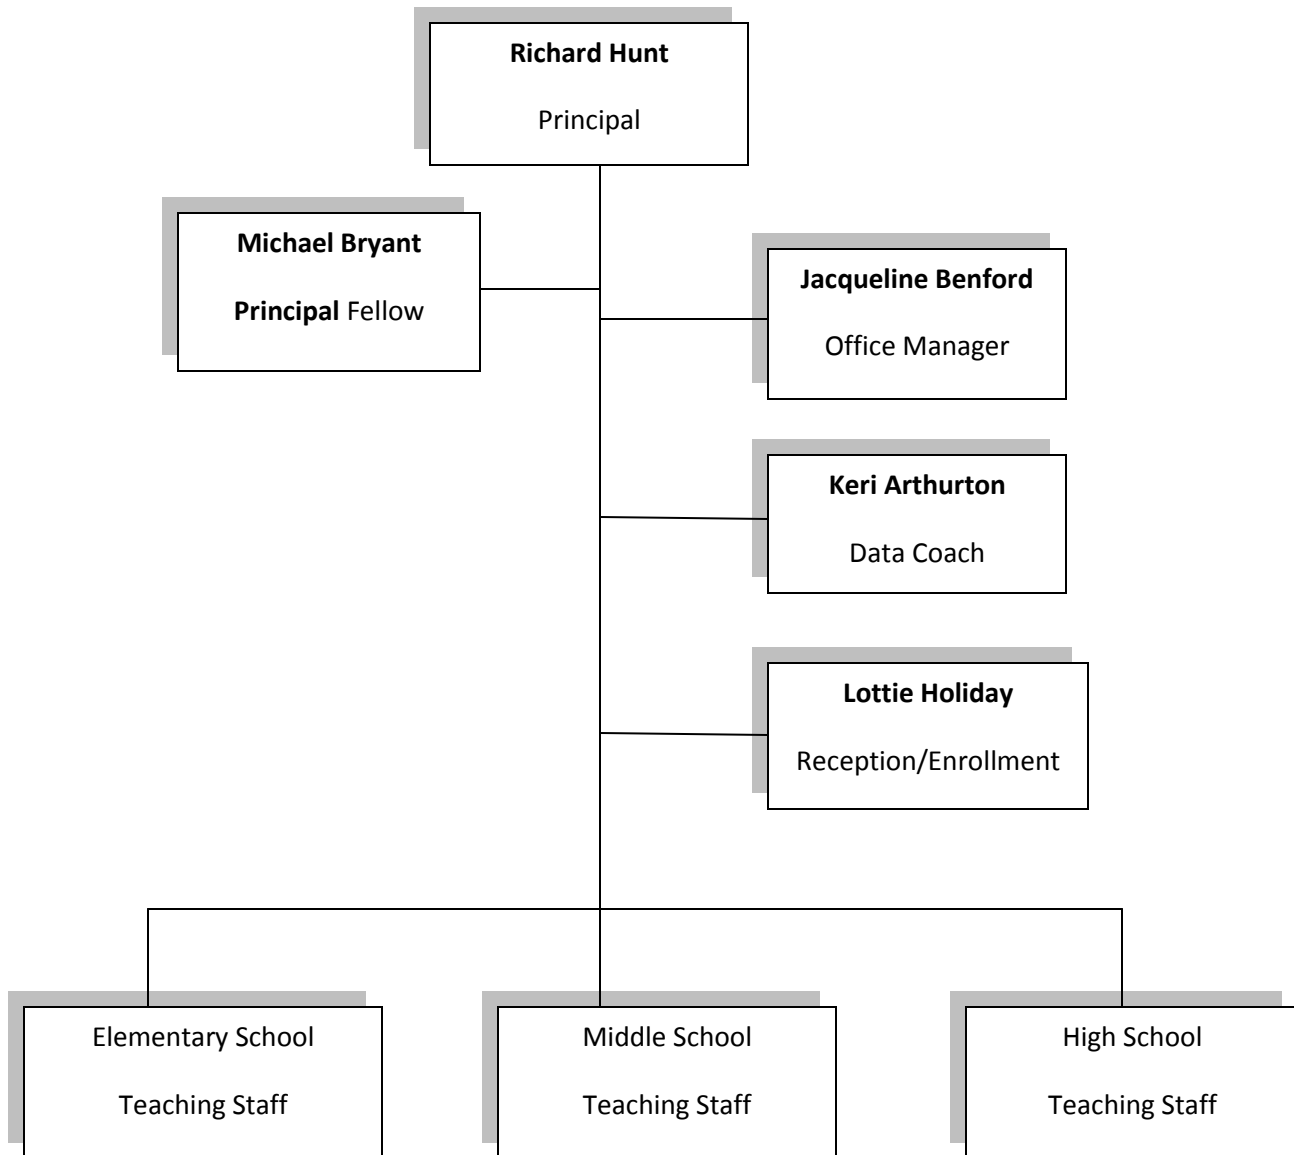 Richard Hunt
Principal
Michael Bryant
Principal Fellow
Jacqueline Benford
Office Manager
Keri Arthurton
Data Coach
Lottie Holiday
Reception/Enrollment
Elementary School
Teaching Staff
Middle School
Teaching Staff
High School
Teaching Staff